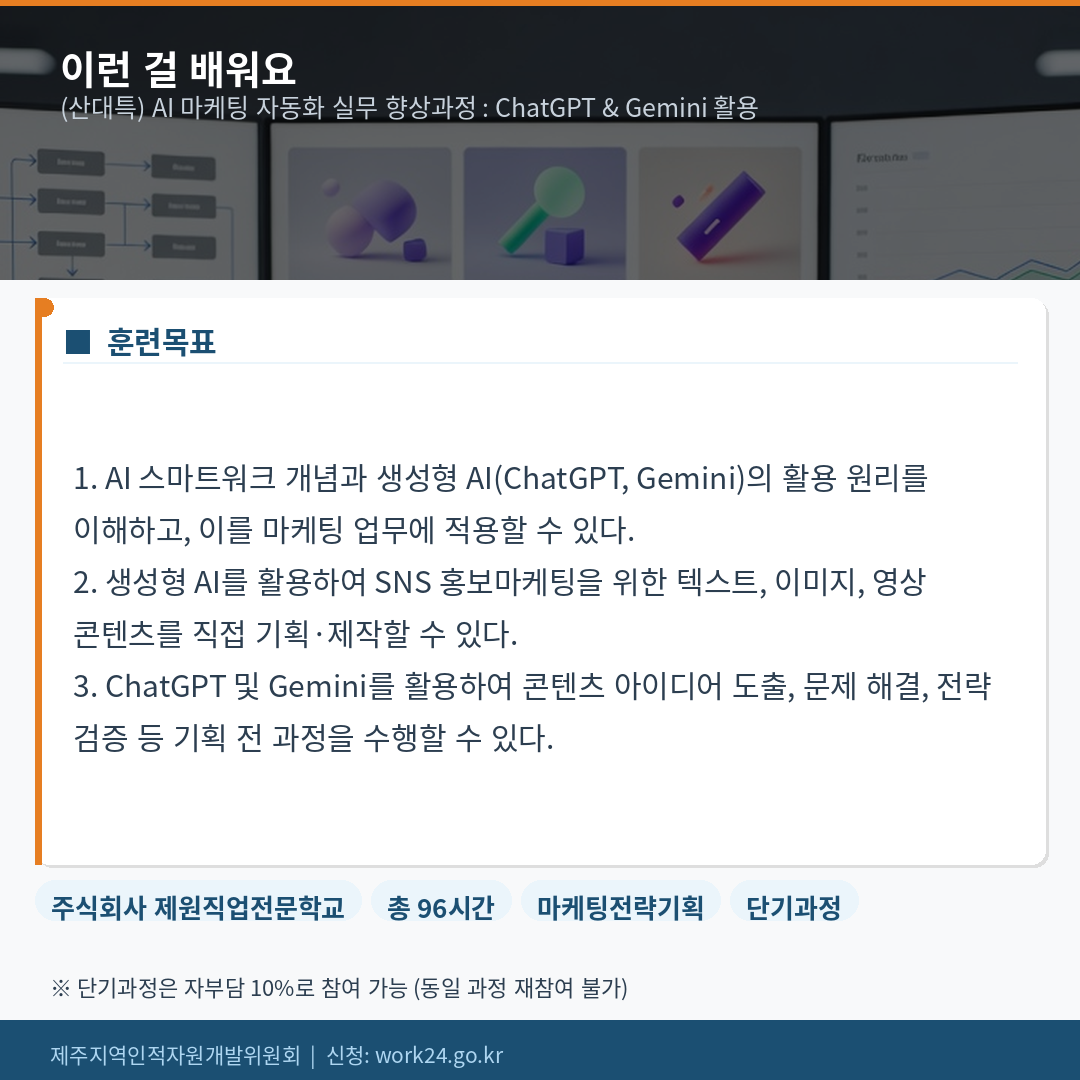 이런 걸 배워요
(산대특) AI 마케팅 자동화 실무 향상과정 : ChatGPT & Gemini 활용
■ 훈련목표
1. AI 스마트워크 개념과 생성형 AI(ChatGPT, Gemini)의 활용 원리를
이해하고, 이를 마케팅 업무에 적용할 수 있다.
2. 생성형 AI를 활용하여 SNS 홍보마케팅을 위한 텍스트, 이미지, 영상
콘텐츠를 직접 기획·제작할 수 있다.
3. ChatGPT 및 Gemini를 활용하여 콘텐츠 아이디어 도출, 문제 해결, 전략
검증 등 기획 전 과정을 수행할 수 있다.
주식회사 제원직업전문학교 총 96시간 마케팅전략기획 단기과정
※ 단기과정은 자부담 10%로 참여 가능 (동일 과정 재참여 불가)
제주지역인적자원개발위원회 | 신청: work24.go.kr